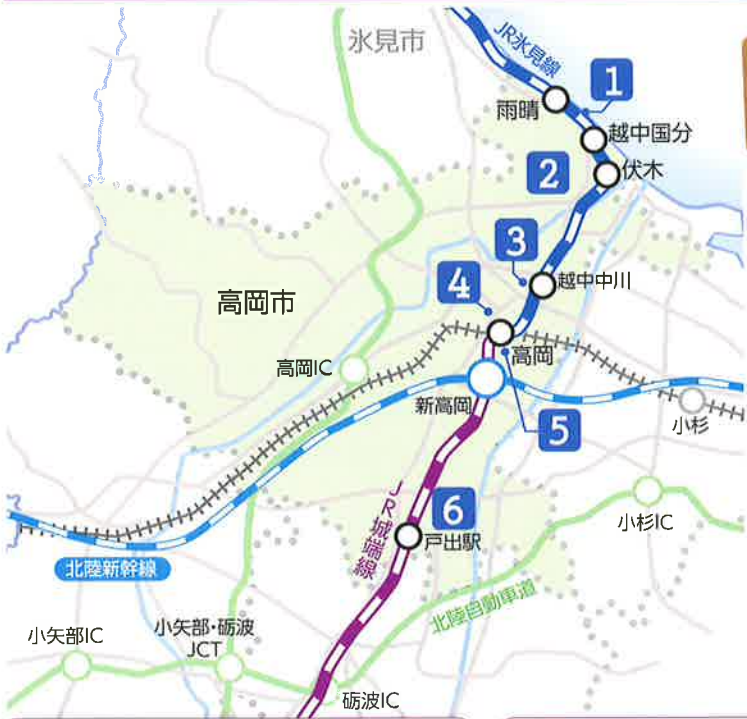 氷見市
JR氷見線
1
雨晴
越中国分
伏木
2
3
越中中川
4
高岡市
高岡
高岡IC
新高岡
5
小杉
6
小杉IC
JR城端線
戸出駅
北陸新幹線
北陸自動車道
小矢部IC
小矢部・砺波
JCT
砺波IC